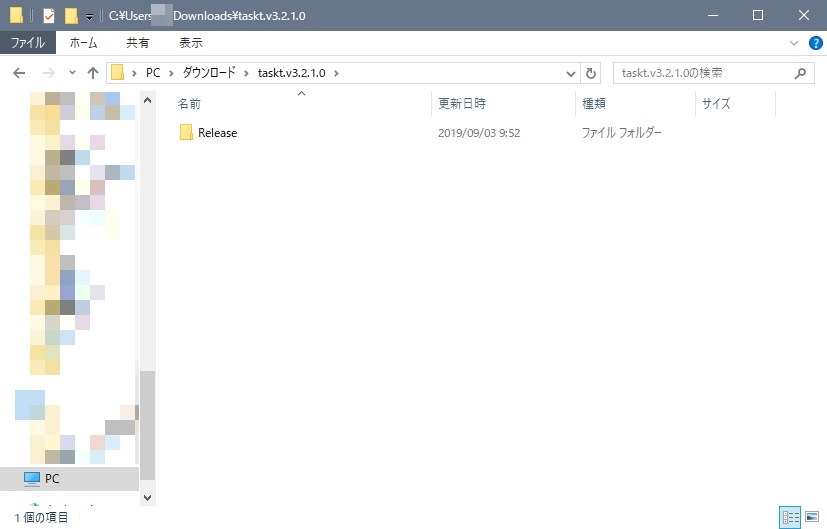 C:¥Users Downloads¥taskt.v3.2.1.0
ファイル ホーム 共有 表示
PC ダウンロード taskt.v3.2.1.0 taskt.v3.2.1.0の検索
名前 更新日時 種類 サイズ
Release 2019/09/03 9:52 ファイル フォルダー
PC
1 個の項目